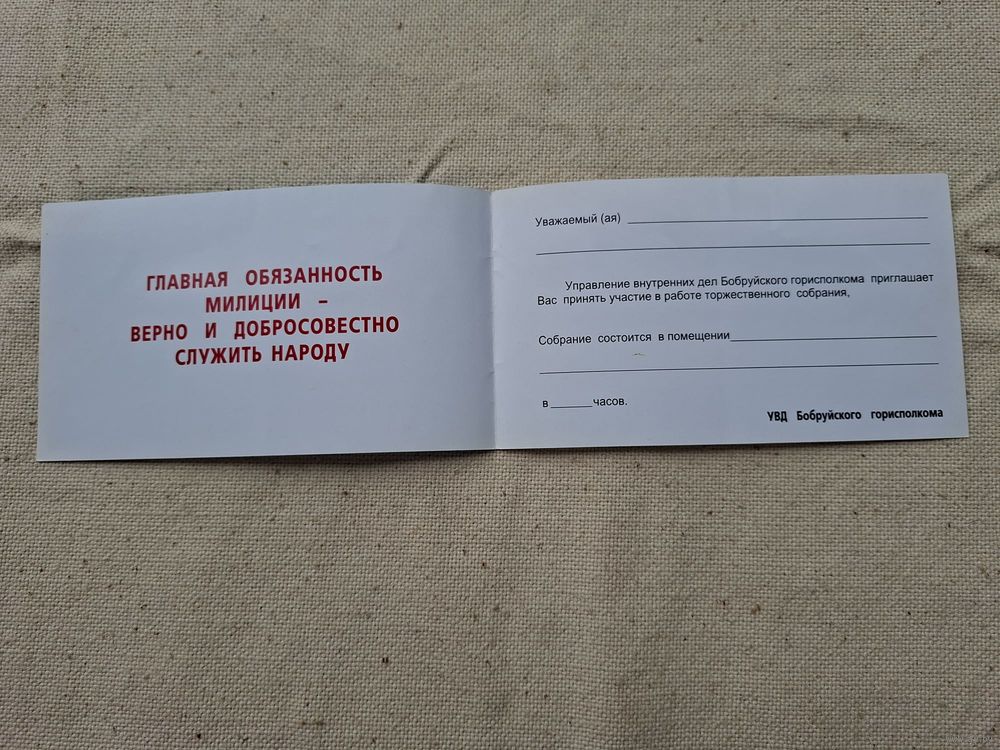 ГЛАВНАЯ ОБЯЗАННОСТЬ
МИЛИЦИИ –
ВЕРНО И ДОБРОСОВЕСТНО
СЛУЖИТЬ НАРОДУ
Уважаемый (ая)
Управление внутренних дел Бобруйского горисполкома приглашает
Вас принять участие в работе торжественного собрания,
Собрание состоится в помещении
в ______ часов.
УВД Бобруйского горисполкома